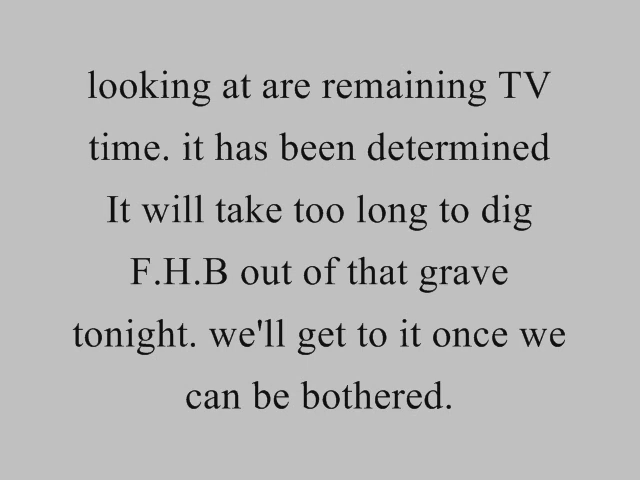 looking at are remaining TV
time. it has been determined
It will take too long to dig
F.H.B out of that grave
tonight. we'll get to it once we
can be bothered.